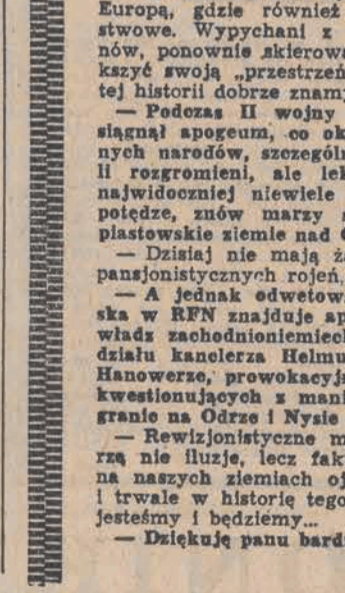 Europą, gdzie również
stwowe. Wypychani z
nów, ponownie skierowa
kszyć swoją „przestrzeń
tej historii dobrze znamy
— Podczas II wojny
siągnął apogeum, co ok
nych narodów, szczególn
li rozgromieni, ale lek
najwidoczniej niewiele
potędze, znów marzy s
piastowskie ziemie nad O
— Dzisiaj nie mają ża
pansjonistycznych rojeń,
— A jednak odwetow
ska w RFN znajduje ap
władz zachodnioniemiech
działu kanclerza Helmu
Hanowerze, prowokacyjn
kwestionujących z mani
granic na Odrze i Nysie
— Rewizjonistyczne m
rzą nie iluzje, lecz fak
na naszych ziemiach oj
i trwale w historię tego
jesteśmy i będziemy...
— Dziękuję panu bard